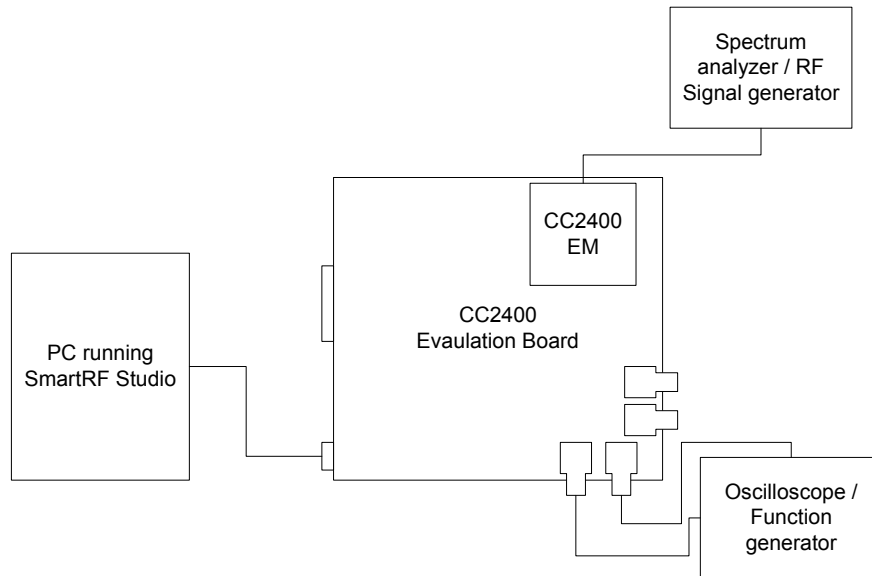 Spectrum
analyzer / RF
Signal generator
CC2400
EM
CC2400
Evaulation Board
PC running
SmartRF Studio
Oscilloscope /
Function
generator